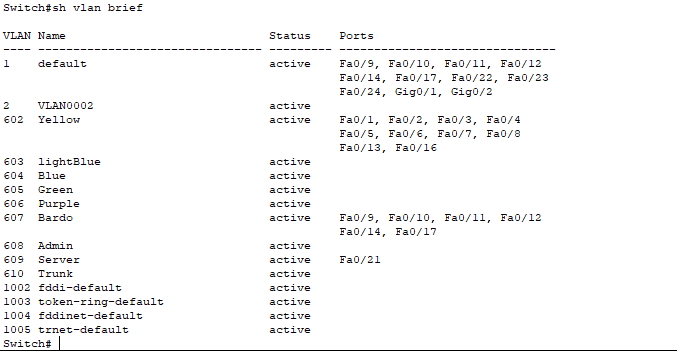 Switch#sh vlan brief
VLAN Name Status Ports
---- -------------------------------- --------- -------------------------------
1 default active Fa0/9, Fa0/10, Fa0/11, Fa0/12
Fa0/14, Fa0/17, Fa0/22, Fa0/23
Fa0/24, Gig0/1, Gig0/2
2 VLAN0002 active
602 Yellow active Fa0/1, Fa0/2, Fa0/3, Fa0/4
Fa0/5, Fa0/6, Fa0/7, Fa0/8
Fa0/13, Fa0/16
603 lightBlue active
604 Blue active
605 Green active
606 Purple active
607 Bardo active Fa0/9, Fa0/10, Fa0/11, Fa0/12
Fa0/14, Fa0/17
608 Admin active
609 Server active Fa0/21
610 Trunk active
1002 fddi-default active
1003 token-ring-default active
1004 fddinet-default active
1005 trnet-default active
Switch#